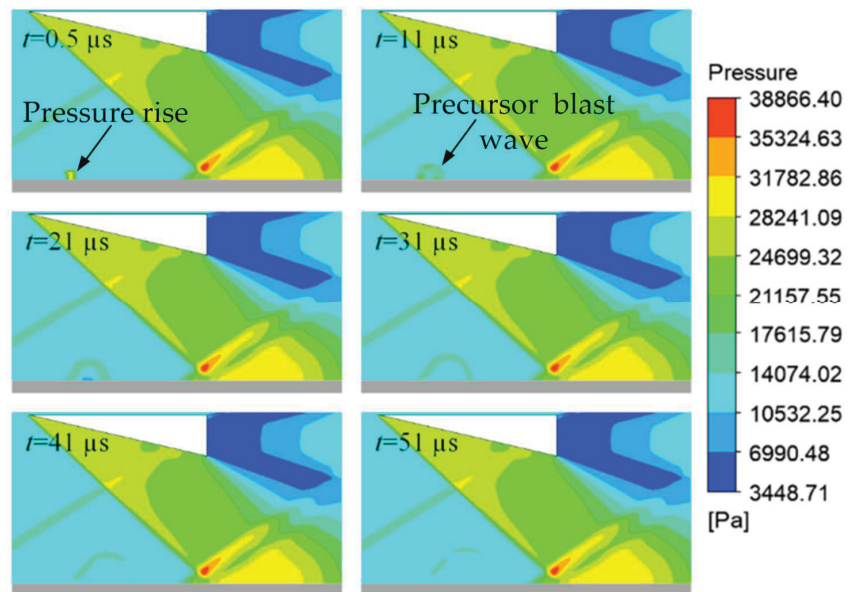 t=0.5 μs
Pressure rise
t=11 μs
Precursor blast
wave
t=21 μs
t=31 μs
t=41 μs
t=51 μs
Pressure
38866.40
35324.63
31782.86
28241.09
24699.32
21157.55
17615.79
14074.02
10532.25
6990.48
3448.71
[Pa]